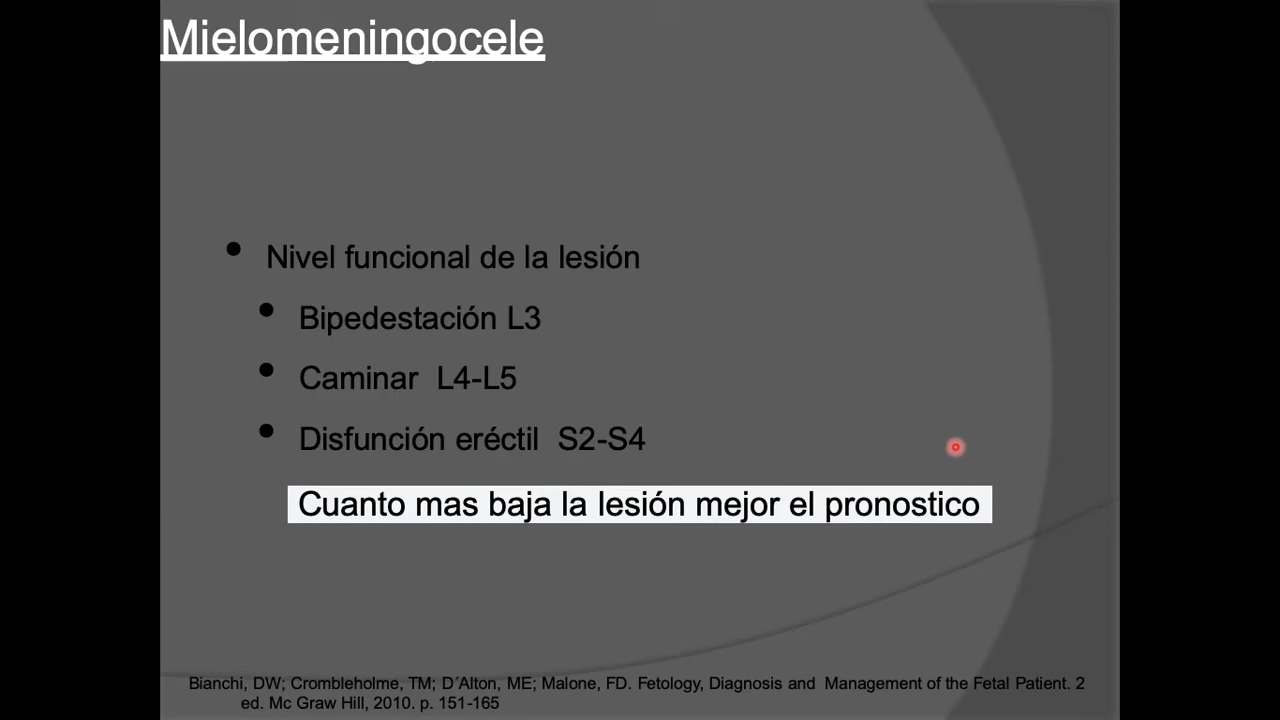 Mielomeningocele
• Nivel funcional de la lesión
• Bipedestación L3
• Caminar L4-L5
• Disfunción eréctil S2-S4
Cuanto mas baja la lesión mejor el pronostico
Bianchi, DW; Crombleholme, TM; D´Alton, ME; Malone, FD. Fetology, Diagnosis and Management of the Fetal Patient. 2
ed. Mc Graw Hill, 2010. p. 151-165